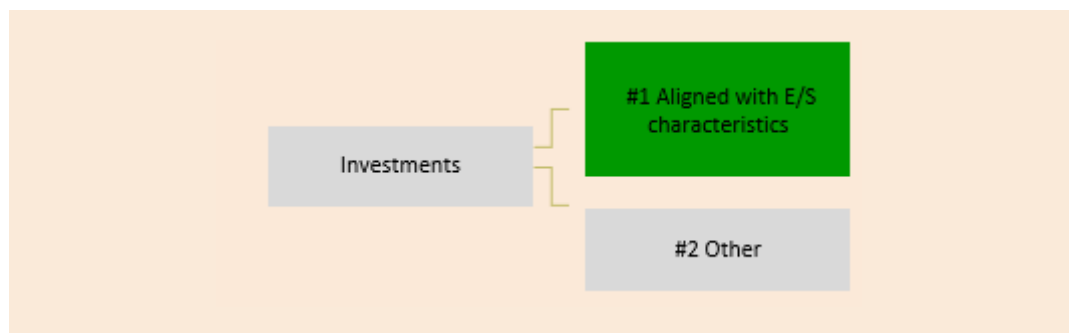 #1 Aligned with E/S
characteristics
Investments
#2 Other